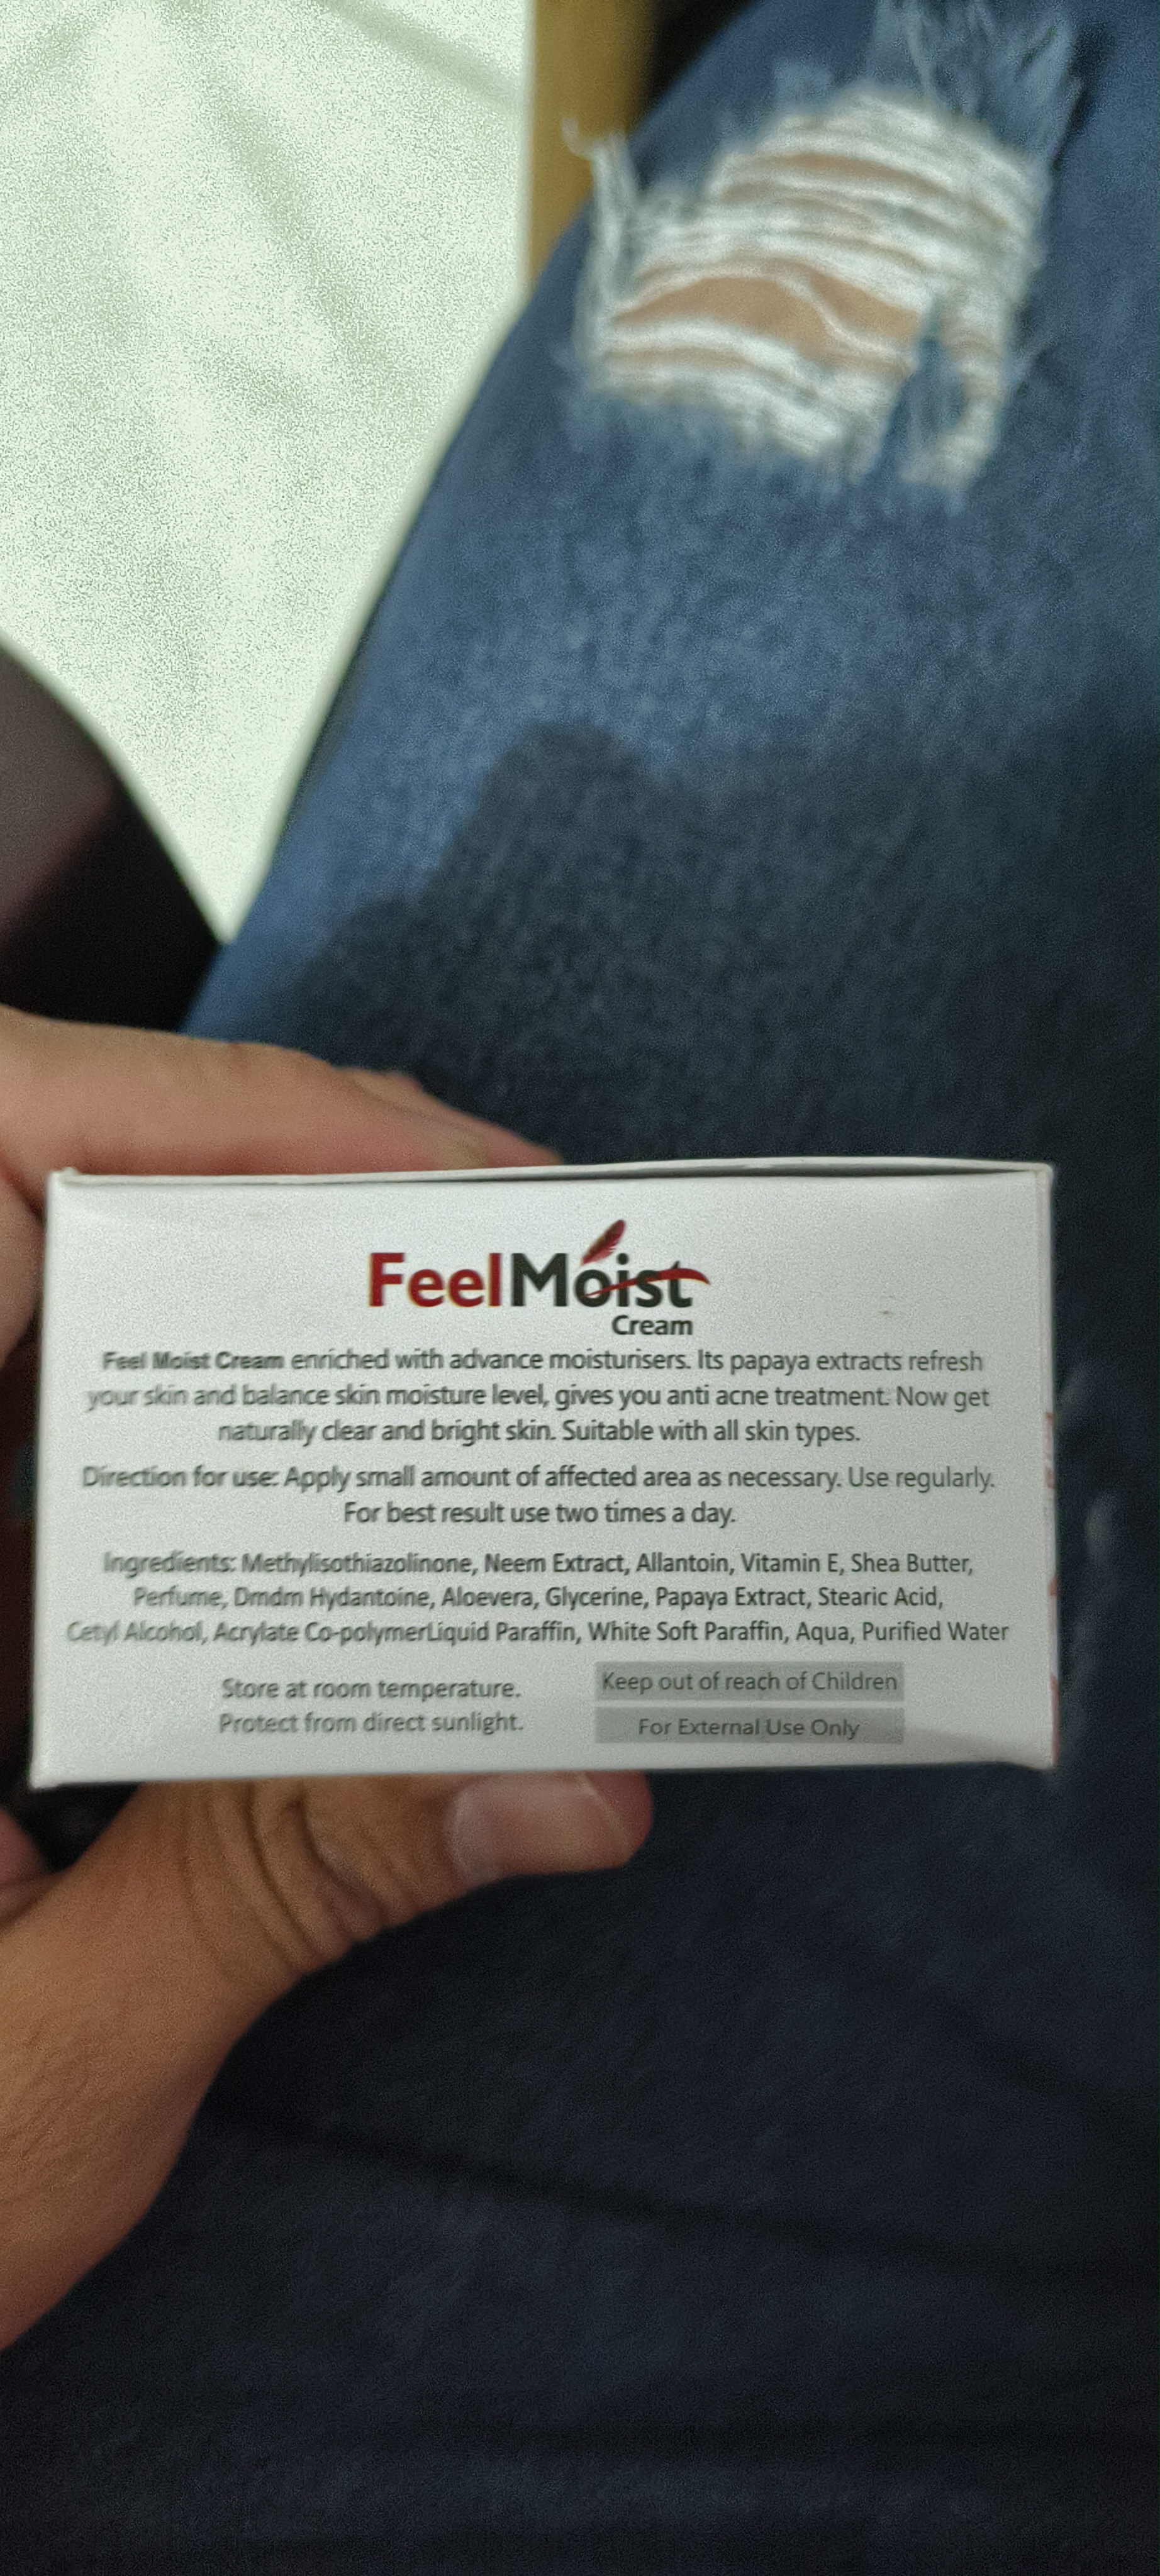 FeelMoist
Cream
Feel Moist Cream enriched with advance moisturisers. Its papaya extracts refresh
your skin and balance skin moisture level, gives you anti acne treatment. Now get
naturally clear and bright skin. Suitable with all skin types.
Direction for use: Apply small amount of affected area as necessary. Use regularly.
For best result use two times a day.
Ingredients: Methylisothiazolinone, Neem Extract, Allantoin, Vitamin E, Shea Butter,
Perfume, Dmdm Hydantoine, Aloevera, Glycerine, Papaya Extract, Stearic Acid,
Cetyl Alcohol, Acrylate Co-polymerLiquid Paraffin, White Soft Paraffin, Aqua, Purified Water
Store at room temperature.
Protect from direct sunlight.
Keep out of reach of Children
For External Use Only